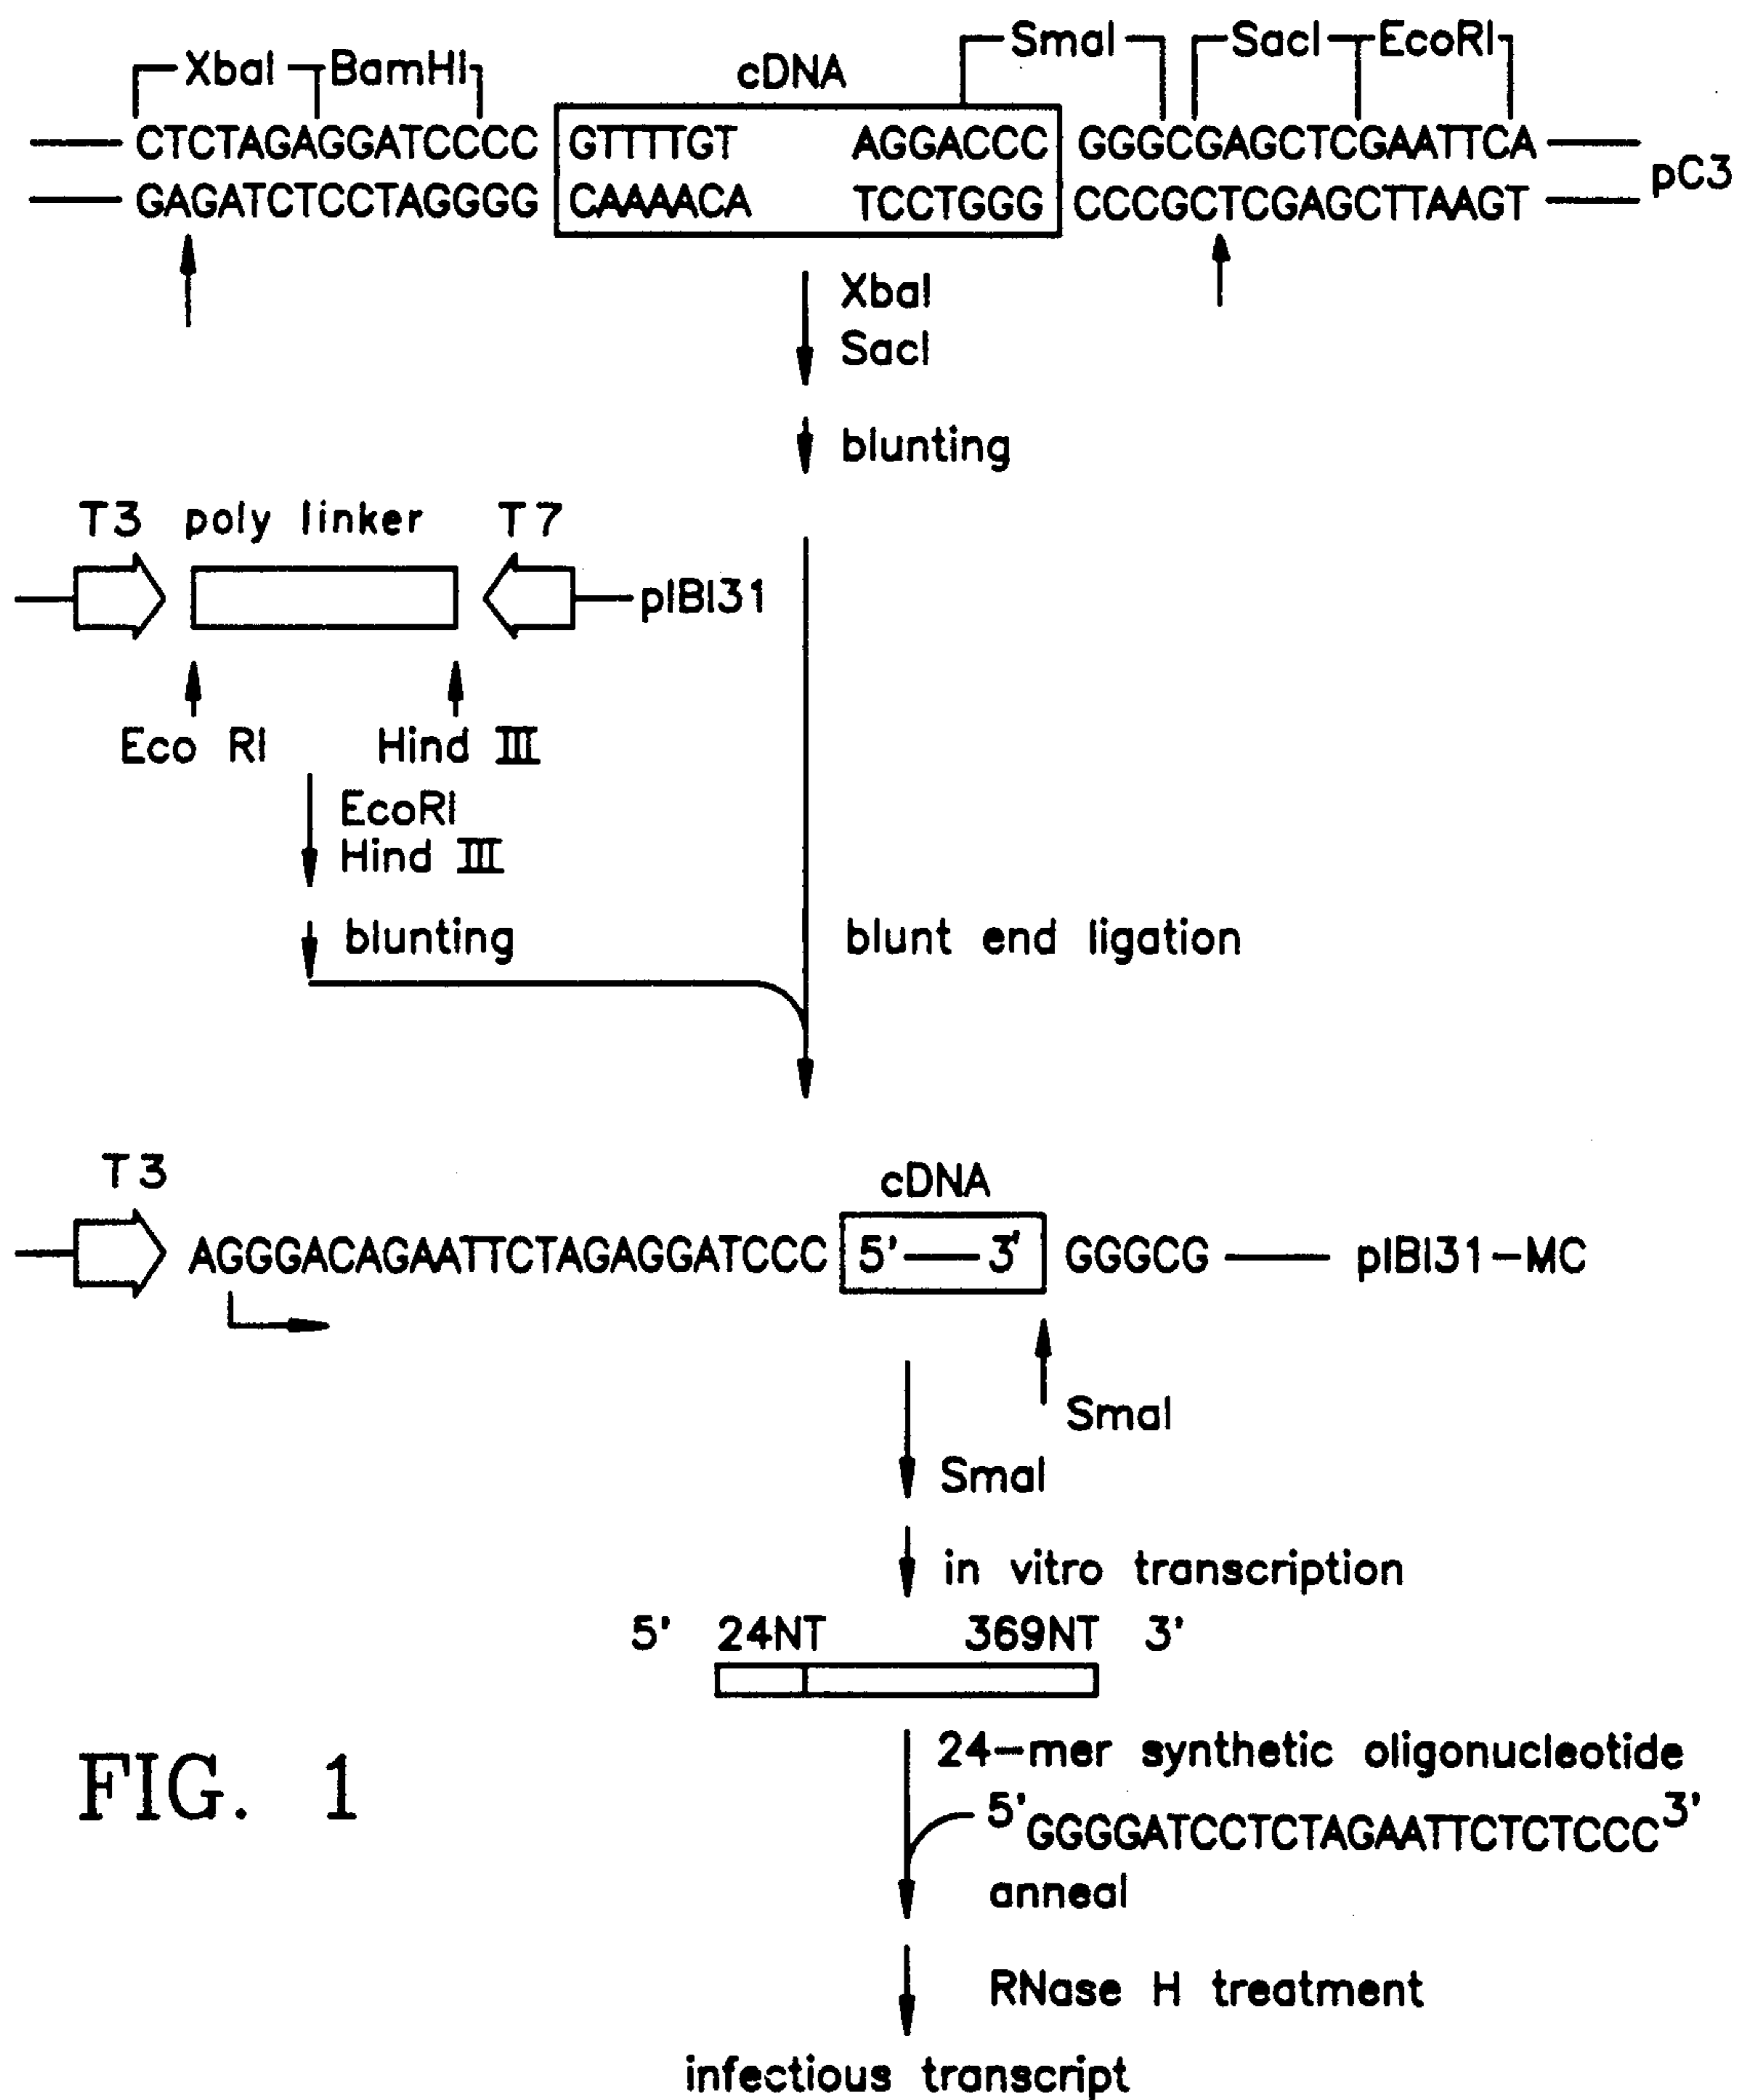 XbaI BamHI cDNA SmaI SacI EcoRI
CTCTAGAGGATCCCC GTTTTGT AGGACCC GGGCGAGCTCGAATTCA
GAGATCTCCTAGGGG CAAAACA TCCTGGG CCCGCTCGAGCTTAAGT
pC3
XbaI
SacI
blunting
T3 poly linker T7
pIBI31
Eco RI Hind III
EcoRI
Hind III
blunting
blunt end ligation
T3
cDNA
AGGGACAGAATTCTAGAGGATCCC 5' 3' GGGCG pIBI31-MC
SmaI
SmaI
in vitro transcription
5' 24NT 369NT 3'
24-mer synthetic oligonucleotide
5' GGGGATCCTCTAGAATTCTCTCCC 3'
anneal
RNase H treatment
infectious transcript
FIG. 1